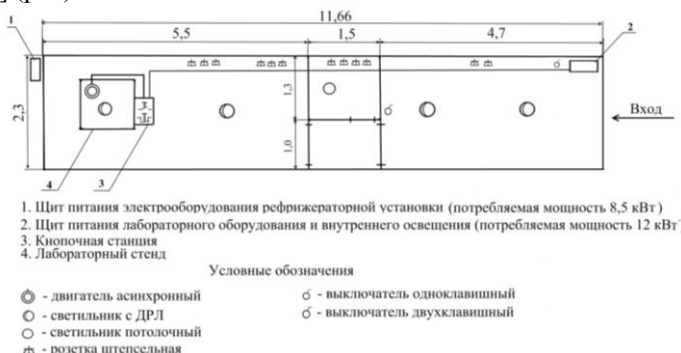 1
11,66
2
5,5
1,5
4,7
1,3
2,3
Вход
1,0
4
3
1. Щит питания электрооборудования рефрижераторной установки (потребляемая мощность 8,5 кВт)
2. Щит питания лабораторного оборудования и внутреннего освещения (потребляемая мощность 12 кВт)
3. Кнопочная станция
4. Лабораторный стенд
Условные обозначения
- двигатель асинхронный
- выключатель одноклавишный
- светильник с ДРЛ
- выключатель двухклавишный
- светильник потолочный
- розетка штепсельная